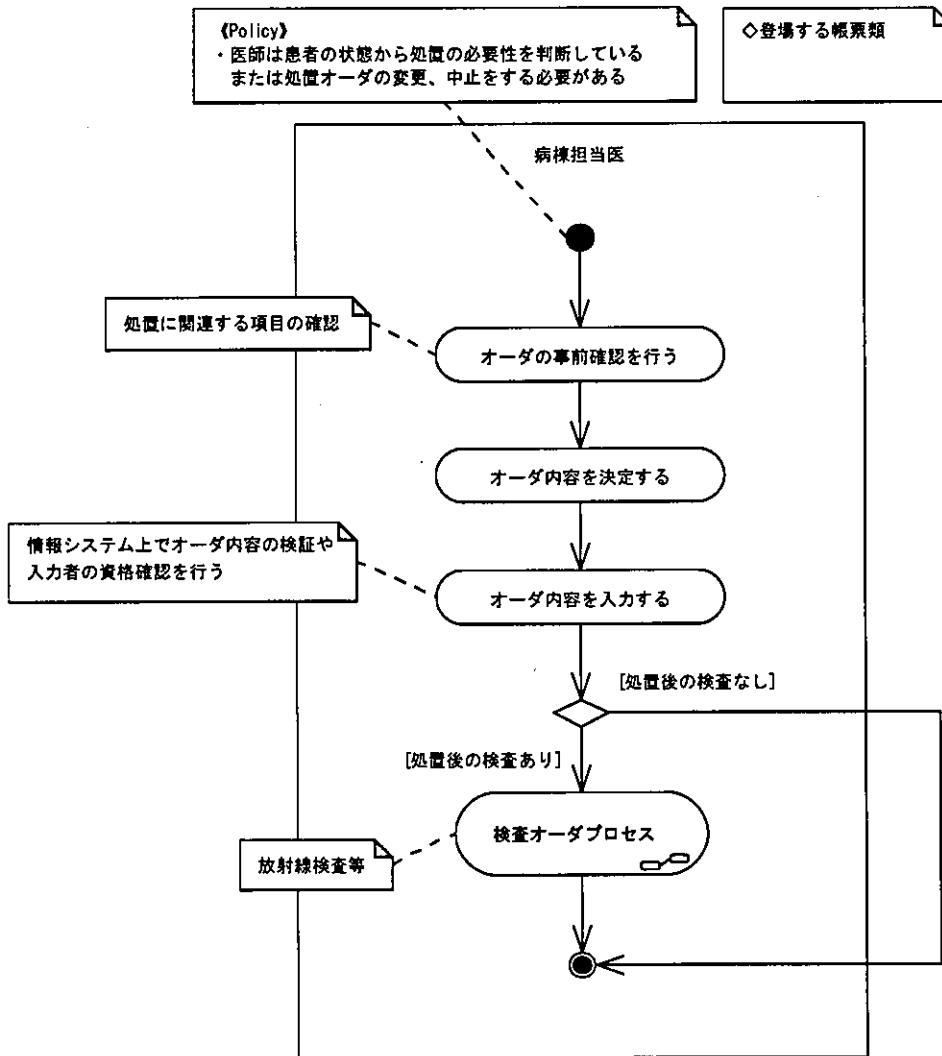 《Policy》
・医師は患者の状態から処置の必要性を判断している
または処置オーダの変更、中止をする必要がある
◇登場する帳票類
病棟担当医
処置に関連する項目の確認
オーダの事前確認を行う
オーダ内容を決定する
情報システム上でオーダ内容の検証や
入力者の資格確認を行う
オーダ内容を入力する
[処置後の検査なし]
[処置後の検査あり]
検査オーダプロセス
放射線検査等